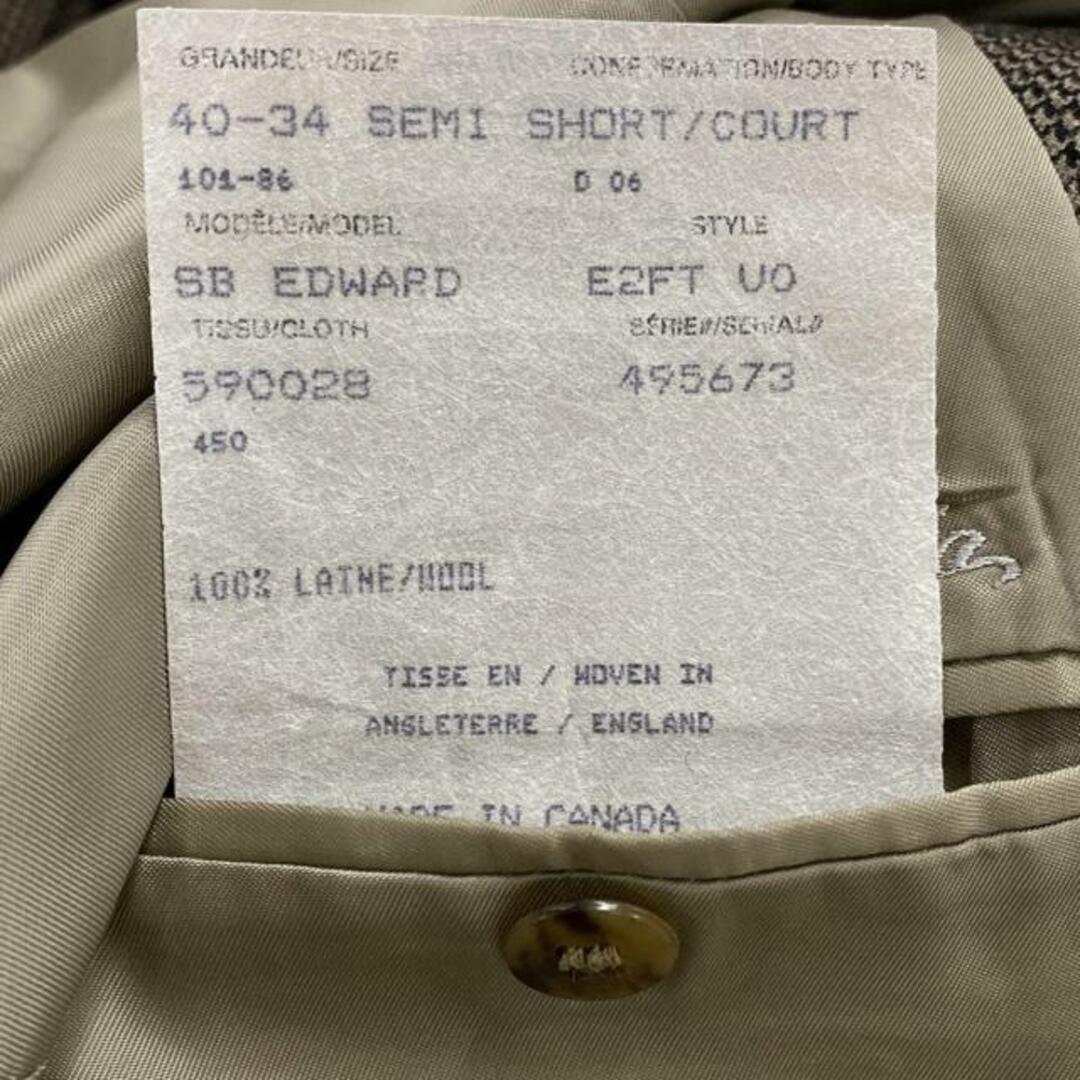 GRANDEUR/SIZE CONFORMATION/BODY TYPE
40-34 SEMI SHORT/COURT
101-86 D 06
MODÈLE/MODEL STYLE
SB EDWARD E2FT VO
TISSU/CLOTH SÉRIE#/SERIAL#
590028 495673
450
100% LAINE/WOOL
TISSE EN / WOVEN IN
ANGLETERRE / ENGLAND
MADE IN CANADA